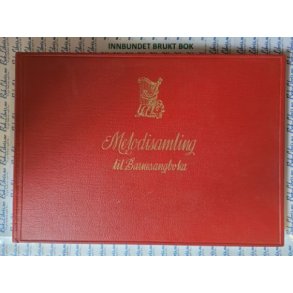 INNBUNDET BRUKT BOK
Melodisamling
til Barnesangboka